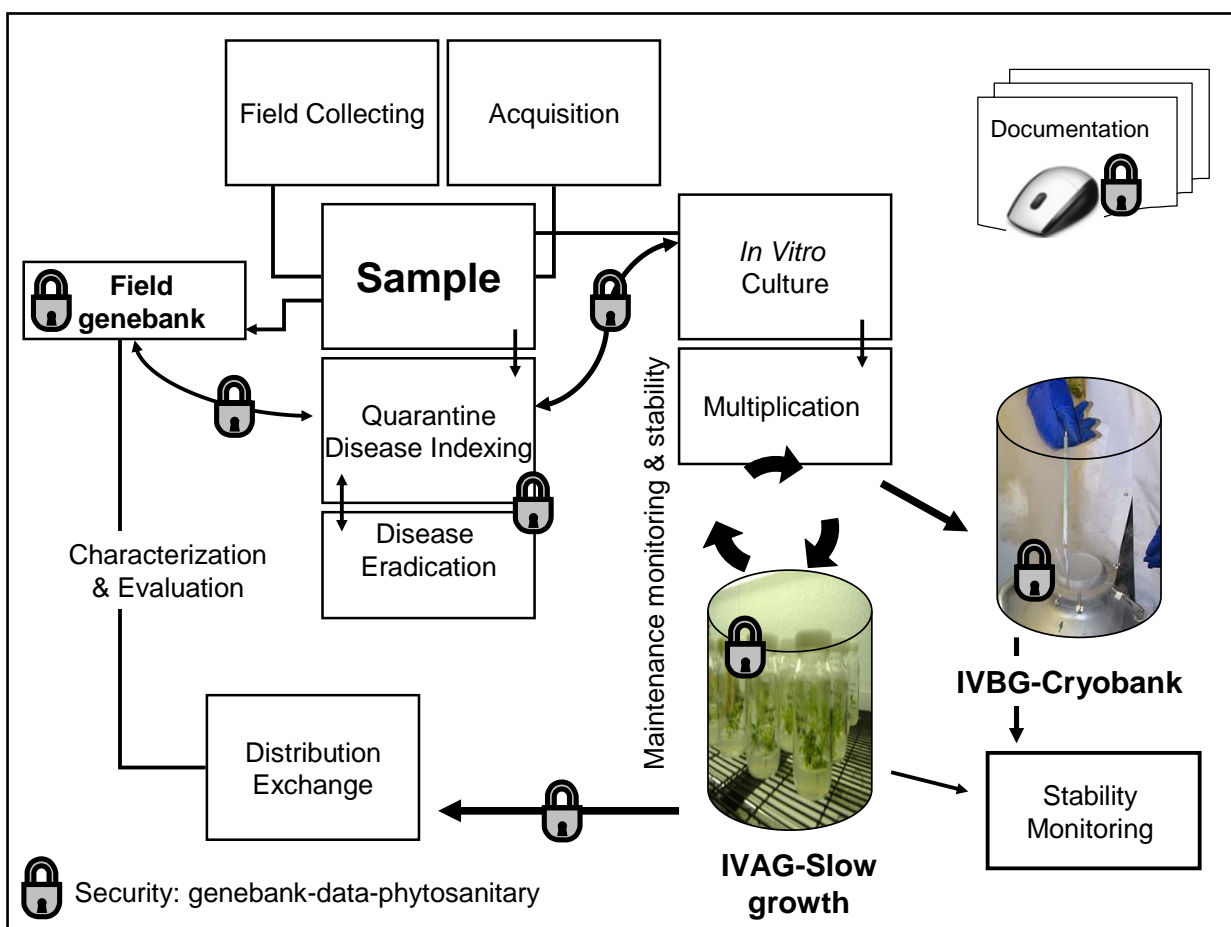 Field Collecting
Acquisition
Documentation
Sample
In Vitro
Culture
Field
genebank
Quarantine
Disease Indexing
Multiplication
Maintenance monitoring & stability
Disease
Eradication
Characterization
& Evaluation
IVBG-Cryobank
Distribution
Exchange
Stability
Monitoring
IVAG-Slow
growth
Security: genebank-data-phytosanitary